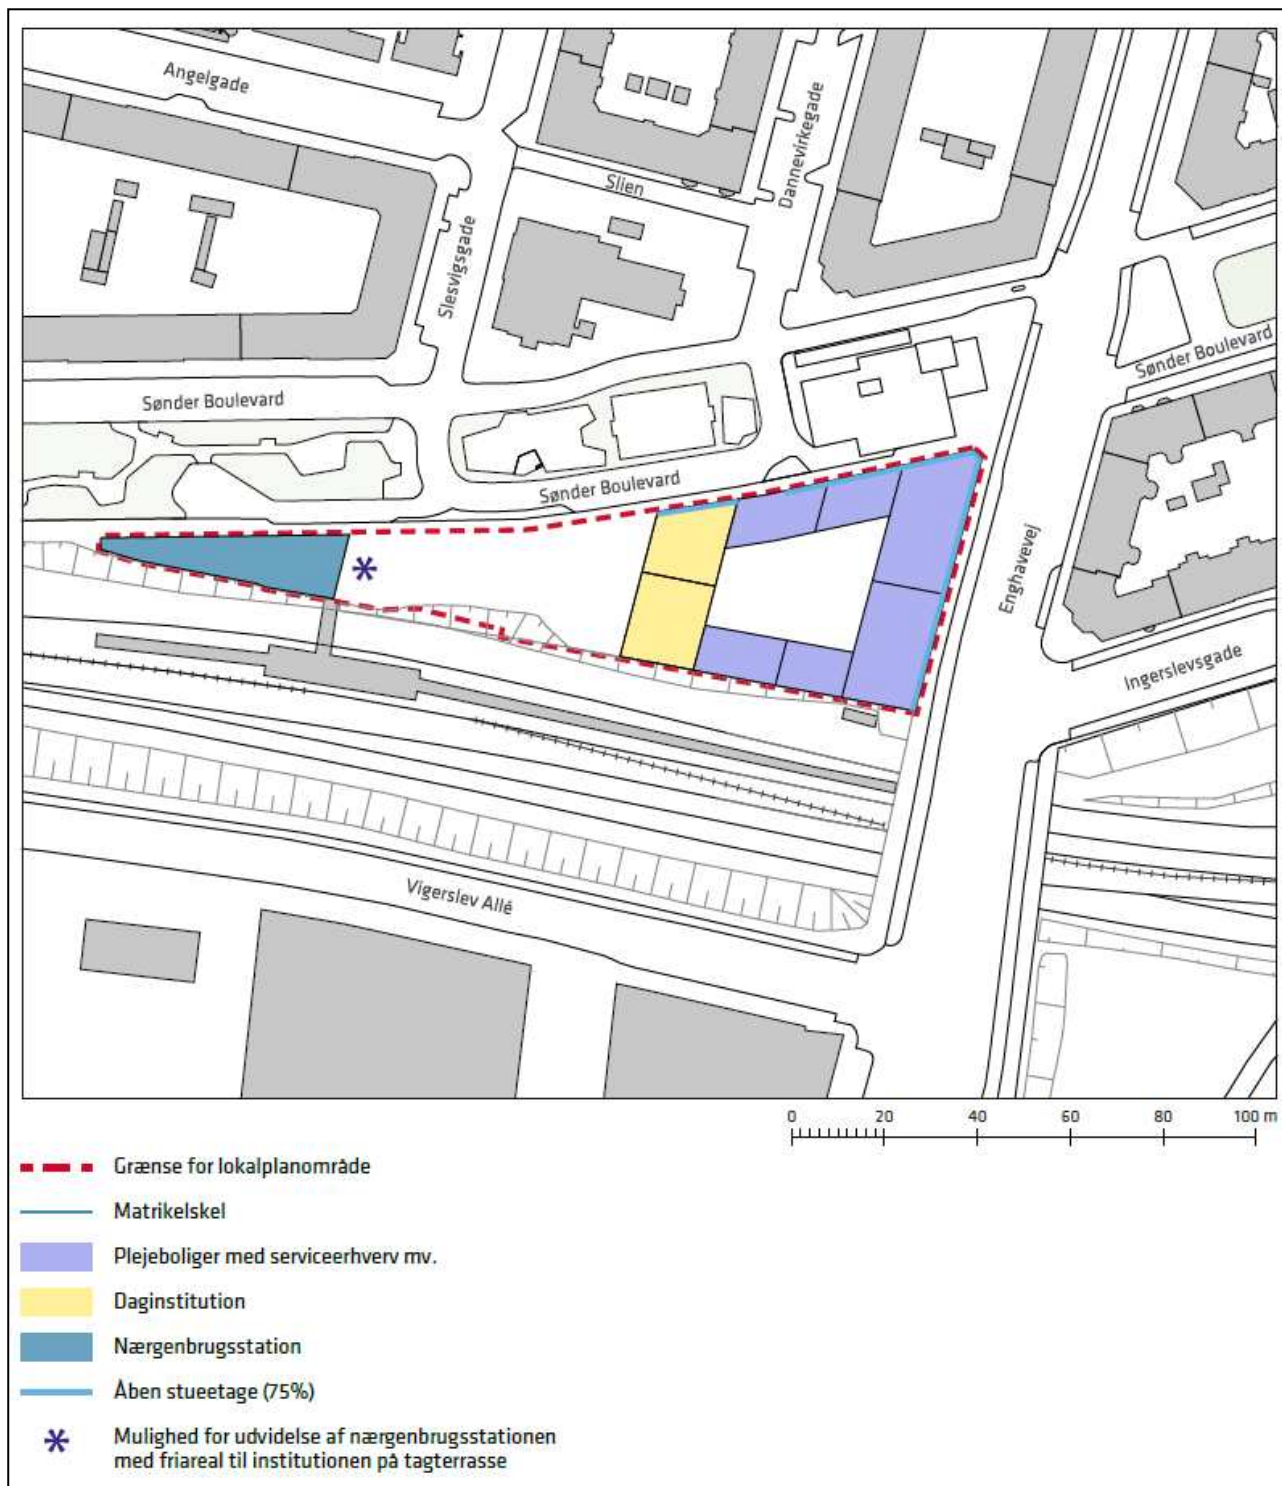 Angelgade
Slien
Dannevirkegade
Slesvigsgade
Sønder Boulevard
Sønder Boulevard
Sønder Boulevard
Enghavevej
Ingerslevsgade
Vigerslev Allé
0 20 40 60 80 100 m
Grænse for lokalplanområde
Matrikelskel
Plejeboliger med serviceerhverv mv.
Daginstitution
Nærgenbrugsstation
Åben stueetage (75%)
Mulighed for udvidelse af nærgenbrugsstationen
med friareal til institutionen på tagterrasse